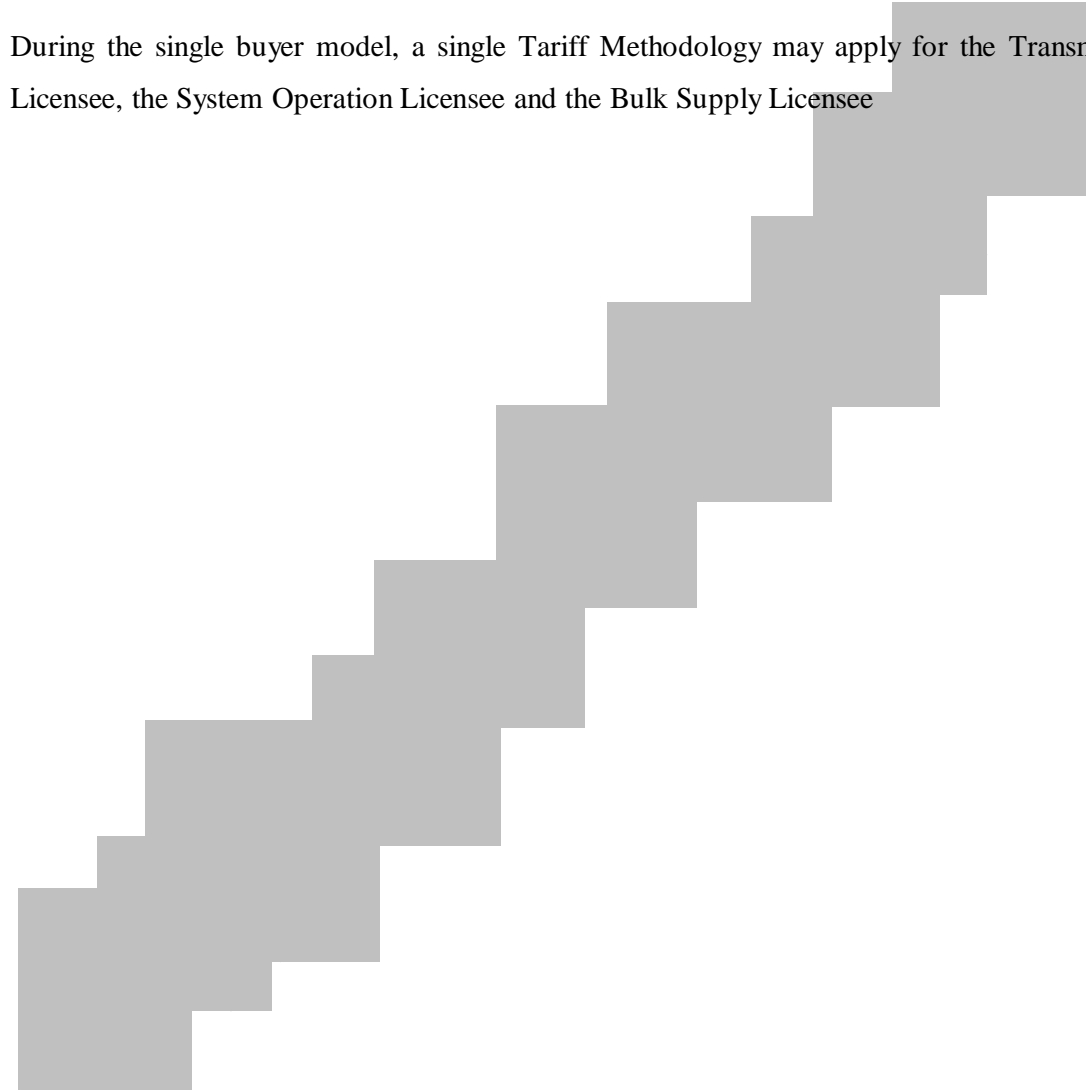 During the single buyer model, a single Tariff Methodology may apply for the
Licensee, the System Operation Licensee and the Bulk Supply Licensee